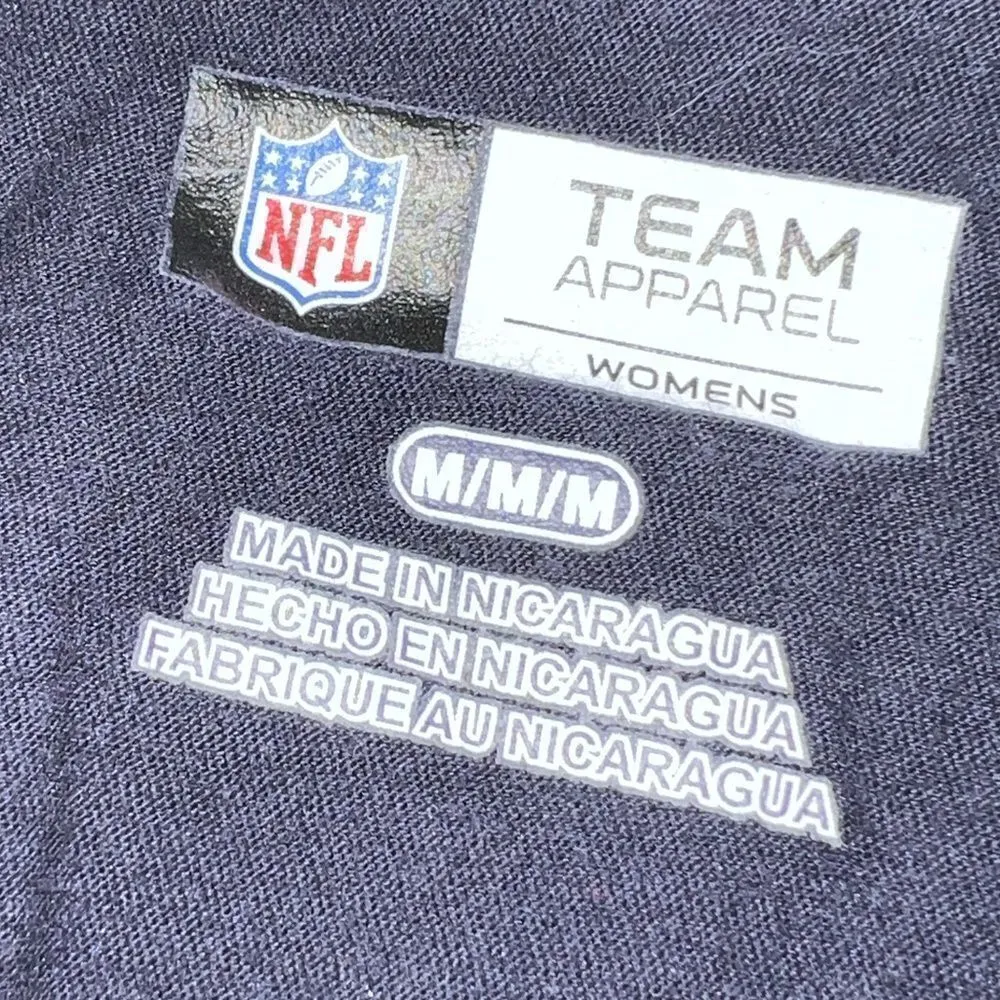 NFL
TEAM
APPAREL
WOMENS
M/M/M
MADE IN NICARAGUA
HECHO EN NICARAGUA
FABRIQUE AU NICARAGUA